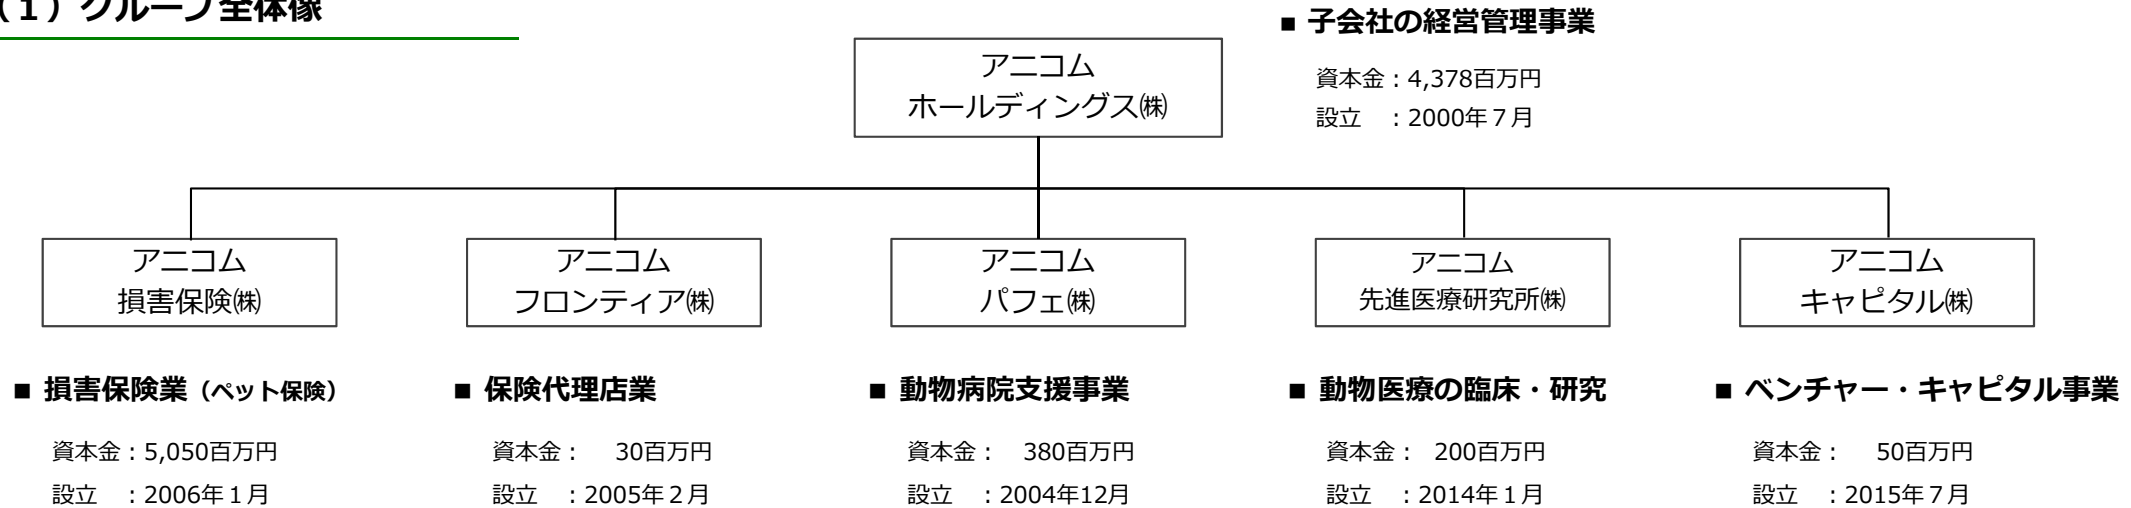 （１）グループ全体像
■ 子会社の経営管理事業
アニコム
ホールディングス㈱
資本金：4,378百万円
設立　：2000年７月
アニコム
損害保険㈱
アニコム
フロンティア㈱
アニコム
パフェ㈱
アニコム
先進医療研究所㈱
アニコム
キャピタル㈱
■ 損害保険業（ペット保険）
資本金：5,050百万円
設立　：2006年１月
■ 保険代理店業
資本金：　30百万円
設立　：2005年２月
■ 動物病院支援事業
資本金：　380百万円
設立　：2004年12月
■ 動物医療の臨床・研究
資本金：　200百万円
設立　：2014年１月
■ ベンチャー・キャピタル事業
資本金：　50百万円
設立　：2015年７月